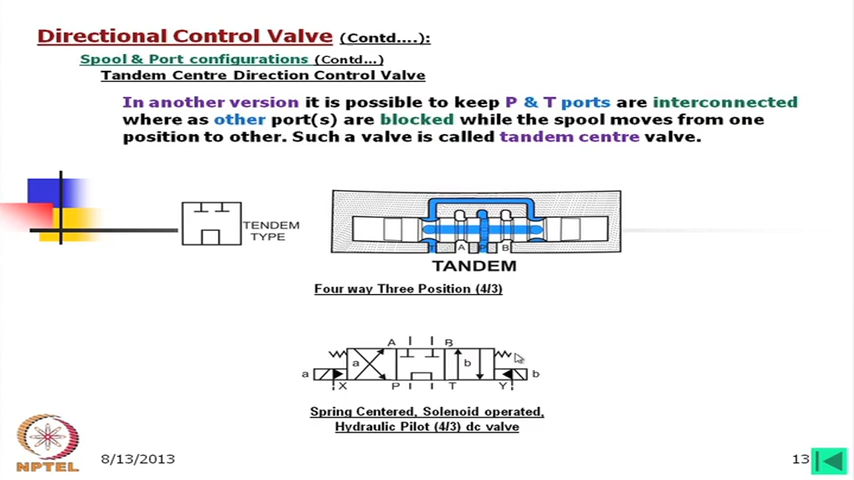 Directional Control Valve (Contd....):
Spool & Port configurations (Contd...)
Tandem Centre Direction Control Valve
In another version it is possible to keep P & T ports are interconnected
where as other port(s) are blocked while the spool moves from one
position to other. Such a valve is called tandem centre valve.
TENDEM
TYPE
T A P B
TANDEM
Four way Three Position (4/3)
A B
a a b b
X P T Y
Spring Centered, Solenoid operated,
Hydraulic Pilot (4/3) dc valve
NPTEL
8/13/2013
13